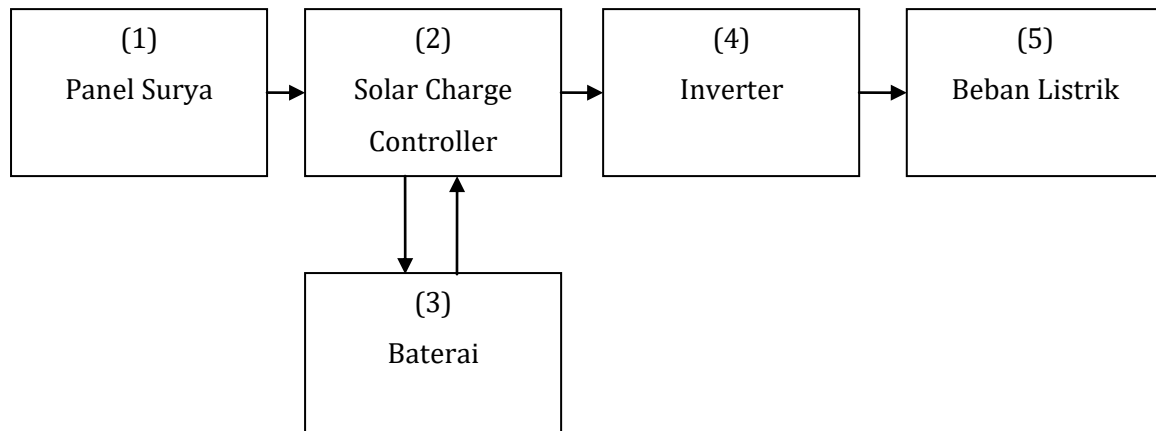 (1)
Panel Surya
(2)
Solar Charge
Controller
(4)
Inverter
(5)
Beban Listrik
(3)
Baterai